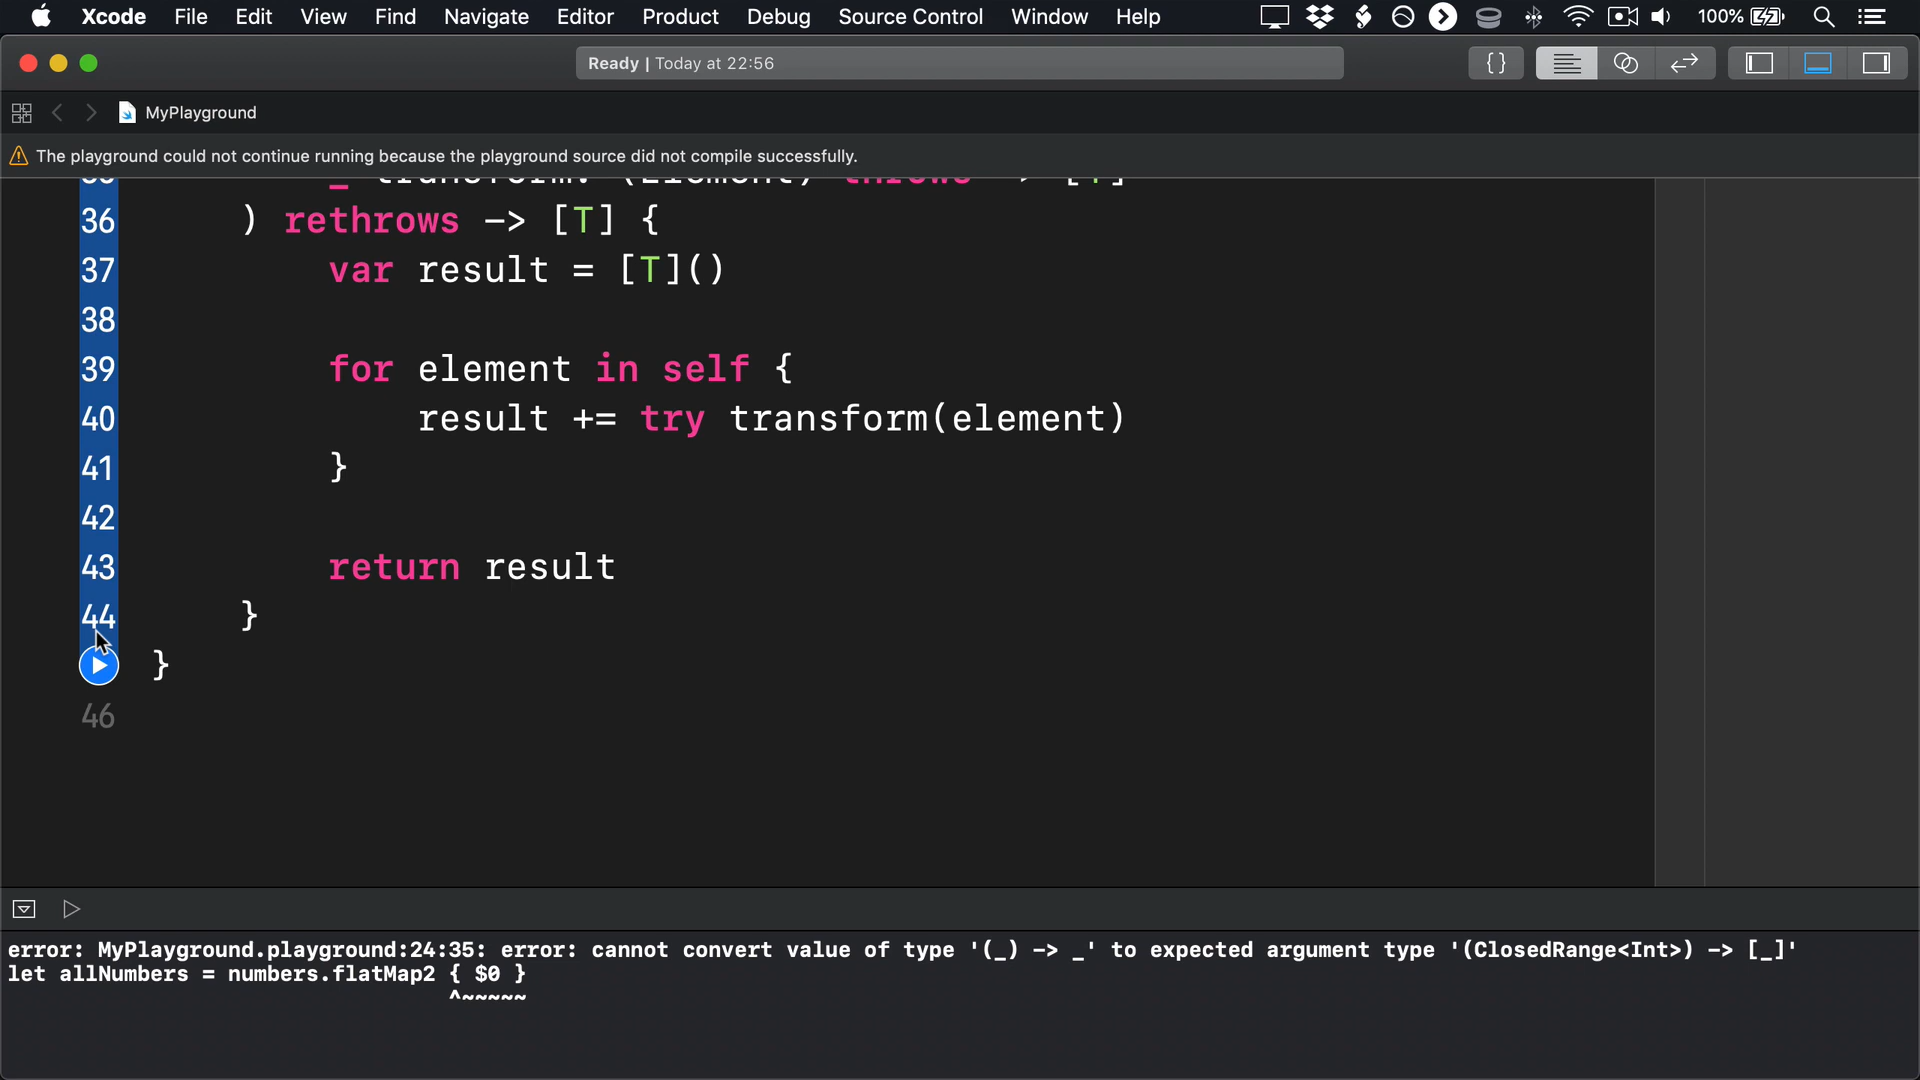 Xcode File Edit View Find Navigate Editor Product Debug Source Control Window Help 100%
Ready | Today at 22:56
MyPlayground
The playground could not continue running because the playground source did not compile successfully.
_ transform: (Element) throws -> [T]
36 ) rethrows -> [T] {
37 var result = [T]()
38
39 for element in self {
40 result += try transform(element)
41 }
42
43 return result
44 }
}
46
error: MyPlayground.playground:24:35: error: cannot convert value of type '(_) -> _' to expected argument type '(ClosedRange<Int>) -> [_]'
let allNumbers = numbers.flatMap2 { $0 }
^~~~~~